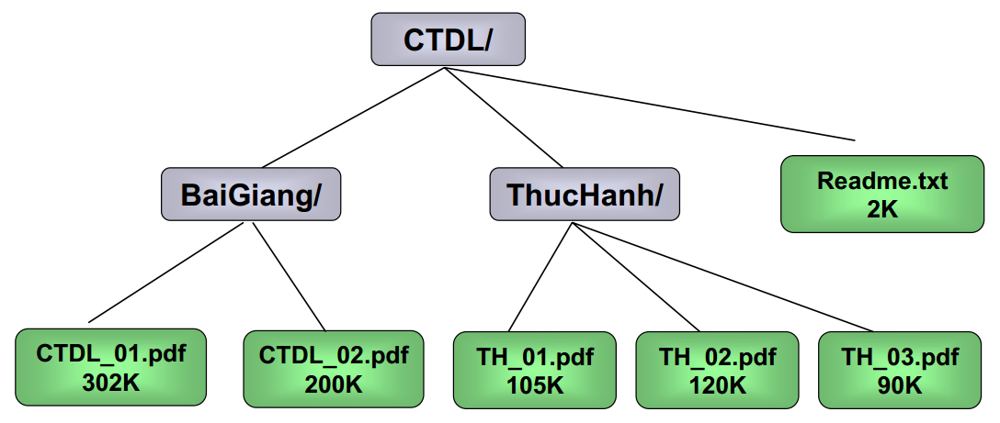 CTDL/
BaiGiang/
ThucHanh/
Readme.txt
2K
CTDL_01.pdf
302K
CTDL_02.pdf
200K
TH_01.pdf
105K
TH_02.pdf
120K
TH_03.pdf
90K